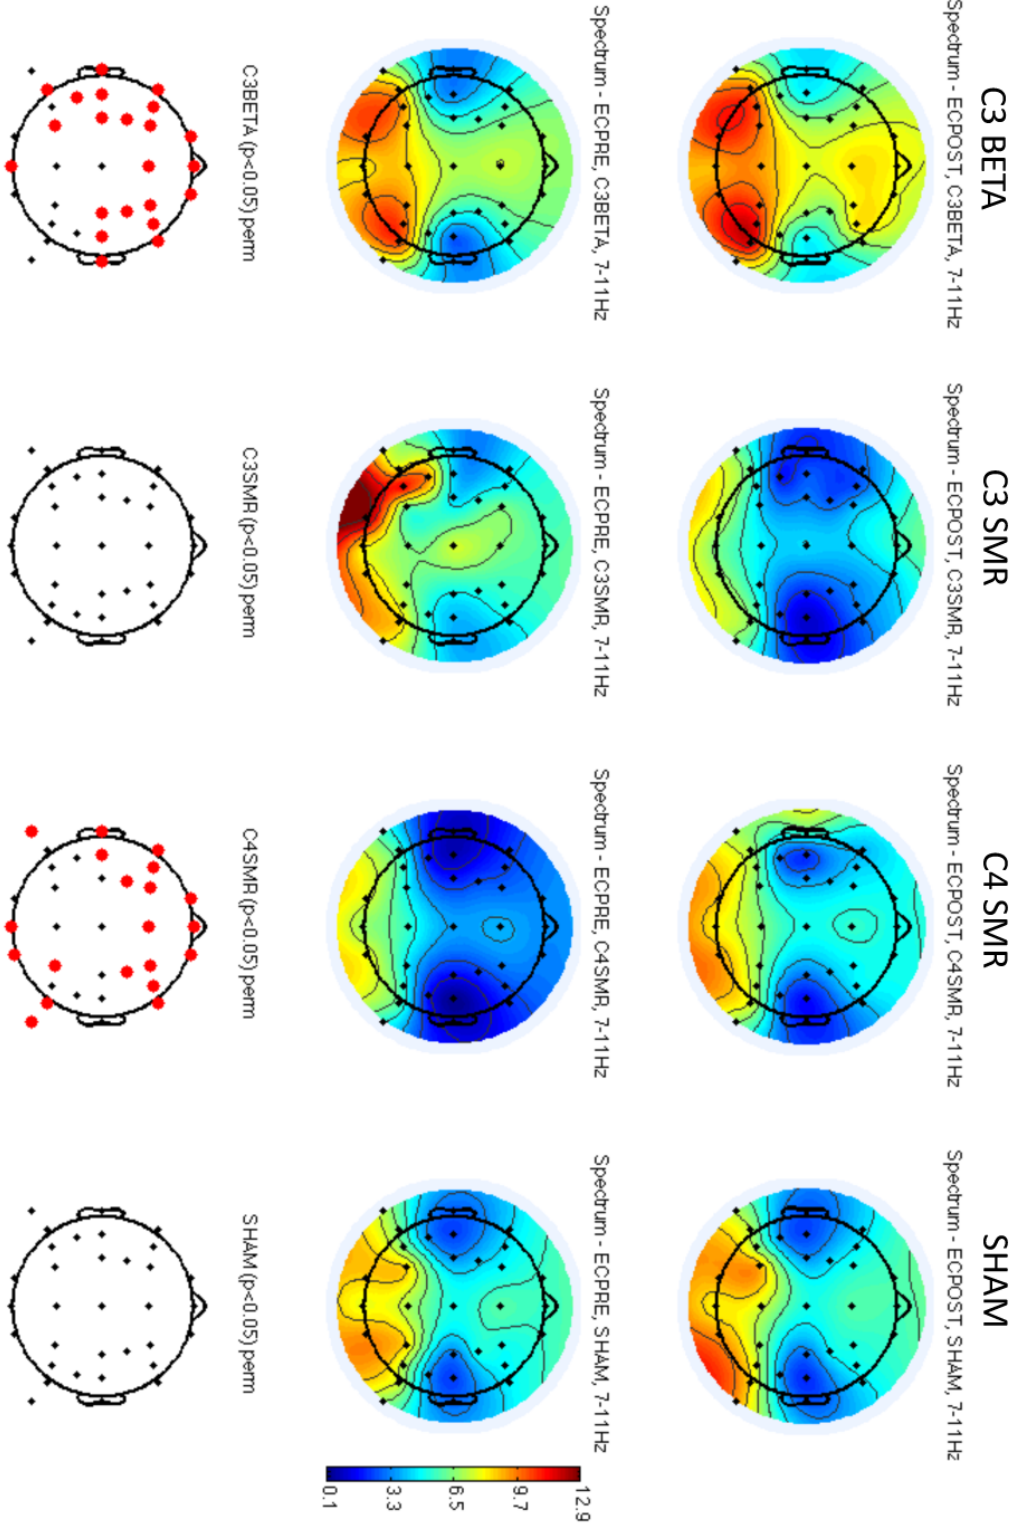 C3 BETA
C3 SMR
C4 SMR
SHAM
Spectrum - ECPOST, C3BETA, 7-11Hz
Spectrum - ECPOST, C3SMR, 7-11Hz
Spectrum - ECPOST, C4SMR, 7-11Hz
Spectrum - ECPOST, SHAM, 7-11Hz
Spectrum - ECPRE, C3BETA, 7-11Hz
Spectrum - ECPRE, C3SMR, 7-11Hz
Spectrum - ECPRE, C4SMR, 7-11Hz
Spectrum - ECPRE, SHAM, 7-11Hz
12.9
9.7
6.5
3.3
0.1
C3BETA (p<0.05) perm
C3SMR (p<0.05) perm
C4SMR (p<0.05) perm
SHAM (p<0.05) perm